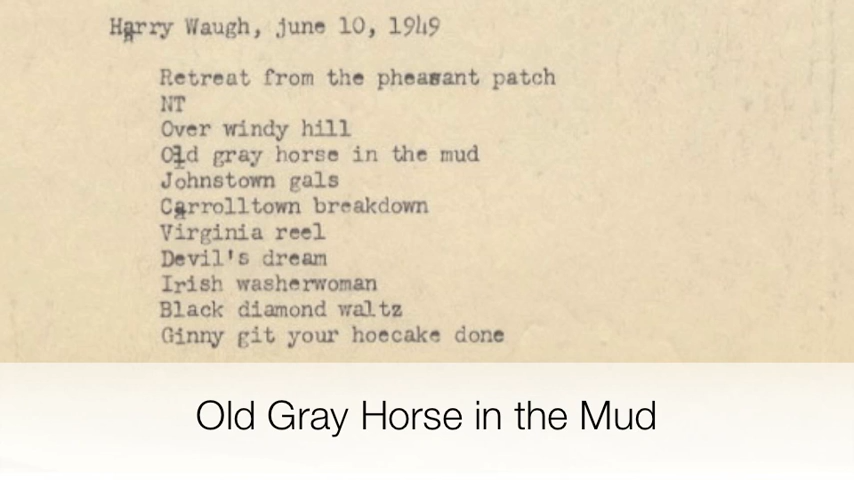 Harry Waugh, june 10, 1949
Retreat from the pheasant patch
NT
Over windy hill
Old gray horse in the mud
Johnstown gals
Carrolltown breakdown
Virginia reel
Devil's dream
Irish washerwoman
Black diamond waltz
Ginny git your hoecake done
Old Gray Horse in the Mud